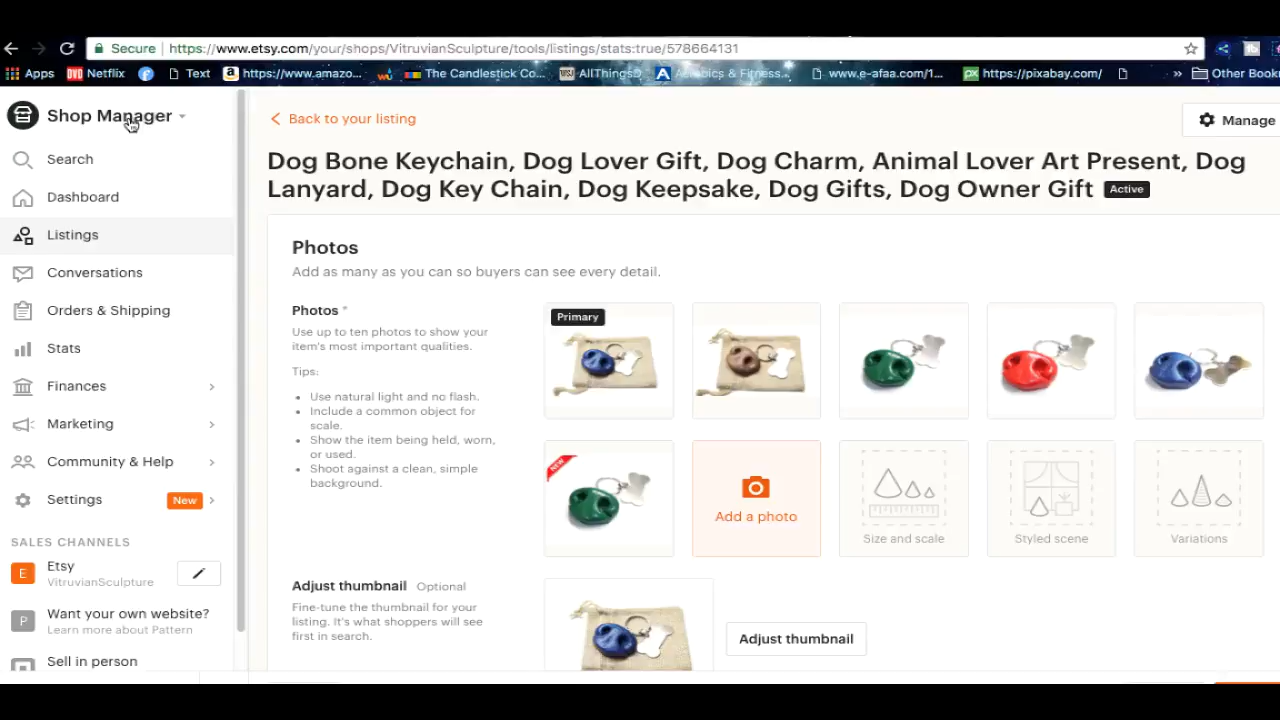 Secure https://www.etsy.com/your/shops/VitruvianSculpture/tools/listings/stats:true/578664131
Apps Netflix Text https://www.amazo... The Candlestick Co... AllThingsD Aerobics & Fitness... www.e-afaa.com/1... https://pixabay.com/ » Other Book
Shop Manager
Search
Dashboard
Listings
Conversations
Orders & Shipping
Stats
Finances
Marketing
Community & Help
Settings New
SALES CHANNELS
E Etsy
VitruvianSculpture
P Want your own website?
Learn more about Pattern
Sell in person
Back to your listing
Manage
Dog Bone Keychain, Dog Lover Gift, Dog Charm, Animal Lover Art Present, Dog
Lanyard, Dog Key Chain, Dog Keepsake, Dog Gifts, Dog Owner Gift Active
Photos
Add as many as you can so buyers can see every detail.
Photos *
Use up to ten photos to show your
item's most important qualities.
Tips:
• Use natural light and no flash.
• Include a common object for
scale.
• Show the item being held, worn,
or used.
• Shoot against a clean, simple
background.
Primary
NEW
Add a photo
Size and scale
Styled scene
Variations
Adjust thumbnail Optional
Fine-tune the thumbnail for your
listing. It's what shoppers will see
first in search.
Adjust thumbnail